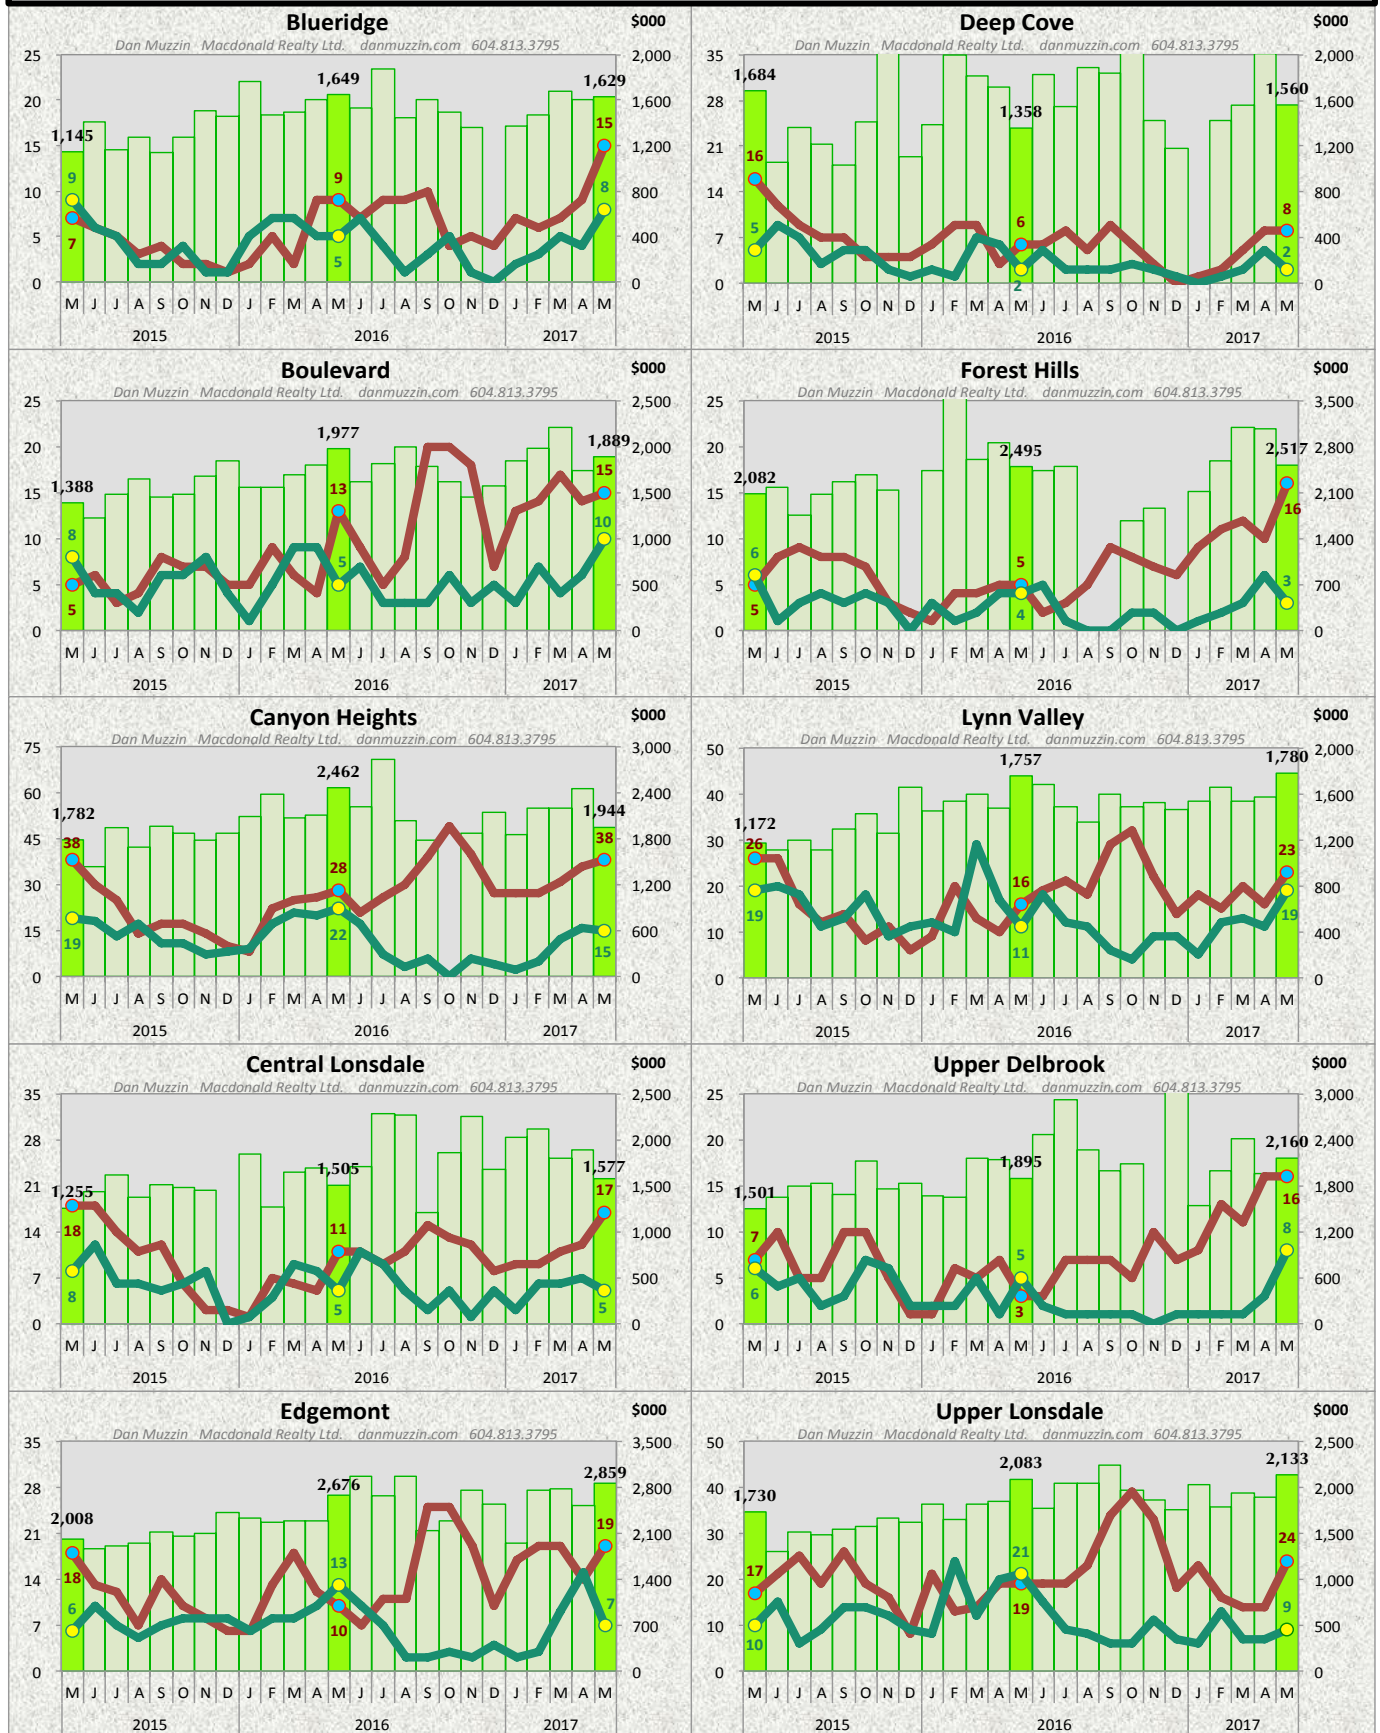 Blueridge
$000
Dan Muzzin Macdonald Realty Ltd. danmuzzin.com 604.813.3795
25 20 15 10 5 0
2,000 1,600 1,200 800 400 0
1,145 1,649 1,629
9 7 9 5 15 8
M J J A S O N D J F M A M J J A S O N D J F M A M
2015 2016 2017
Deep Cove
$000
Dan Muzzin Macdonald Realty Ltd. danmuzzin.com 604.813.3795
35 28 21 14 7 0
2,000 1,600 1,200 800 400 0
1,684 1,358 1,560
16 5 6 2 8 2
M J J A S O N D J F M A M J J A S O N D J F M A M
2015 2016 2017
Boulevard
$000
Dan Muzzin Macdonald Realty Ltd. danmuzzin.com 604.813.3795
25 20 15 10 5 0
2,500 2,000 1,500 1,000 500 0
1,388 1,977 1,889
8 5 13 5 15 10
M J J A S O N D J F M A M J J A S O N D J F M A M
2015 2016 2017
Forest Hills
$000
Dan Muzzin Macdonald Realty Ltd. danmuzzin.com 604.813.3795
25 20 15 10 5 0
3,500 2,800 2,100 1,400 700 0
2,082 2,495 2,517
6 5 5 4 16 3
M J J A S O N D J F M A M J J A S O N D J F M A M
2015 2016 2017
Canyon Heights
$000
Dan Muzzin Macdonald Realty Ltd. danmuzzin.com 604.813.3795
75 60 45 30 15 0
3,000 2,400 1,800 1,200 600 0
1,782 2,462 1,944
38 19 28 22 38 15
M J J A S O N D J F M A M J J A S O N D J F M A M
2015 2016 2017
Lynn Valley
$000
Dan Muzzin Macdonald Realty Ltd. danmuzzin.com 604.813.3795
50 40 30 20 10 0
2,000 1,600 1,200 800 400 0
1,172 1,757 1,780
26 19 16 11 23 19
M J J A S O N D J F M A M J J A S O N D J F M A M
2015 2016 2017
Central Lonsdale
$000
Dan Muzzin Macdonald Realty Ltd. danmuzzin.com 604.813.3795
35 28 21 14 7 0
2,500 2,000 1,500 1,000 500 0
1,255 1,505 1,577
18 8 11 5 17 5
M J J A S O N D J F M A M J J A S O N D J F M A M
2015 2016 2017
Upper Delbrook
$000
Dan Muzzin Macdonald Realty Ltd. danmuzzin.com 604.813.3795
25 20 15 10 5 0
3,000 2,400 1,800 1,200 600 0
1,501 1,895 2,160
7 6 5 3 16 8
M J J A S O N D J F M A M J J A S O N D J F M A M
2015 2016 2017
Edgemont
$000
Dan Muzzin Macdonald Realty Ltd. danmuzzin.com 604.813.3795
35 28 21 14 7 0
3,500 2,800 2,100 1,400 700 0
2,008 2,676 2,859
18 6 13 10 19 7
M J J A S O N D J F M A M J J A S O N D J F M A M
2015 2016 2017
Upper Lonsdale
$000
Dan Muzzin Macdonald Realty Ltd. danmuzzin.com 604.813.3795
50 40 30 20 10 0
2,500 2,000 1,500 1,000 500 0
1,730 2,083 2,133
17 10 21 19 24 9
M J J A S O N D J F M A M J J A S O N D J F M A M
2015 2016 2017